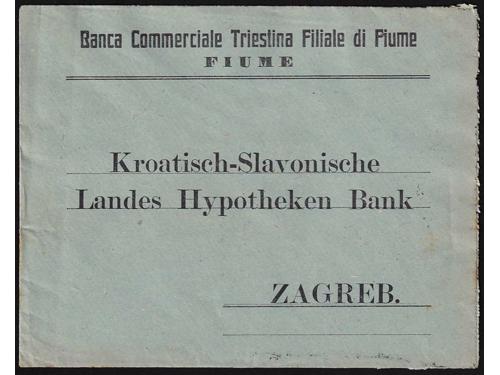 Banca Commerciale Triestina Filiale di Fiume
FIUME
Kroatisch-Slavonische
Landes Hypotheken Bank
ZAGREB.